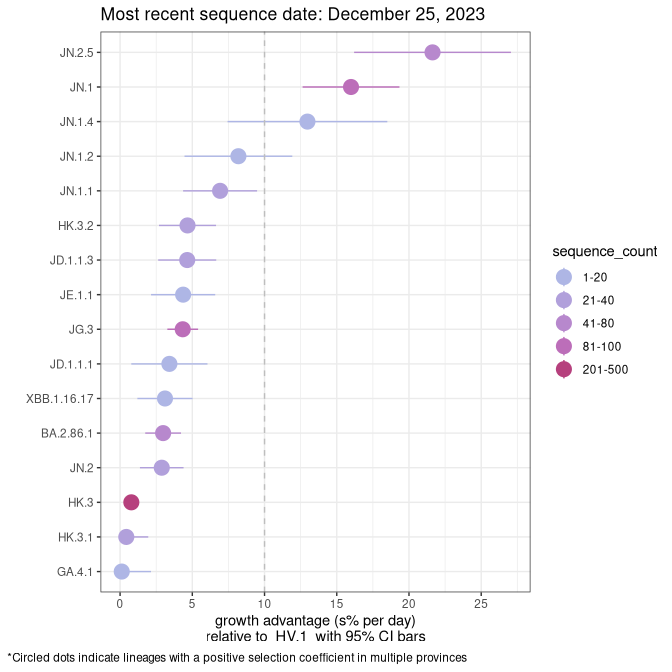 Most recent sequence date: December 25, 2023
JN.2.5
JN.1
JN.1.4
JN.1.2
JN.1.1
HK.3.2
JD.1.1.3
JE.1.1
JG.3
JD.1.1.1
XBB.1.16.17
BA.2.86.1
JN.2
HK.3
HK.3.1
GA.4.1
0 5 10 15 20 25
growth advantage (s% per day)
relative to HV.1 with 95% CI bars
sequence_count
1-20
21-40
41-80
81-100
201-500
*Circled dots indicate lineages with a positive selection coefficient in multiple provinces